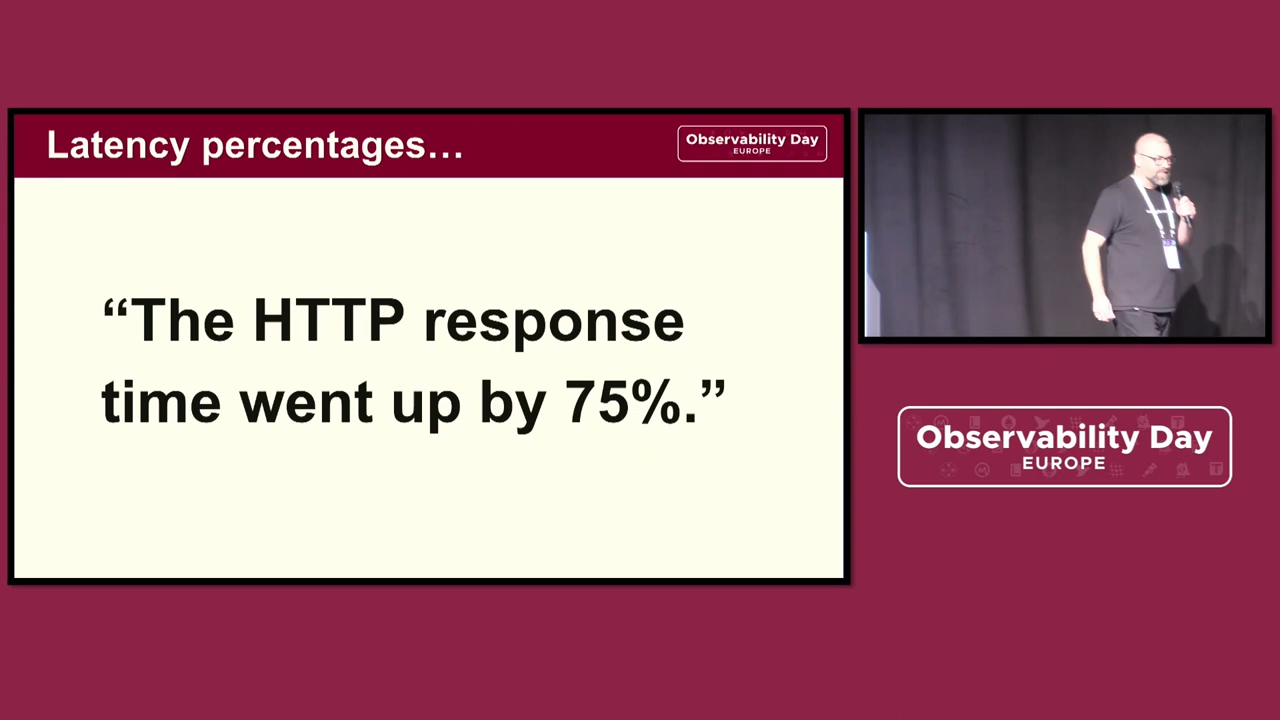 Latency percentages…
Observability Day
EUROPE
“The HTTP response
time went up by 75%.”
Observability Day
EUROPE